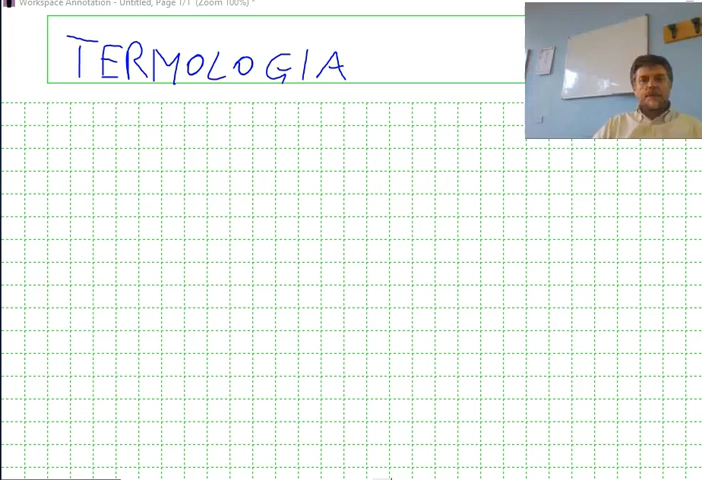 Workspace Annotation - Untitled, Page 1/1 (Zoom 100%) *
TERMOLOGIA